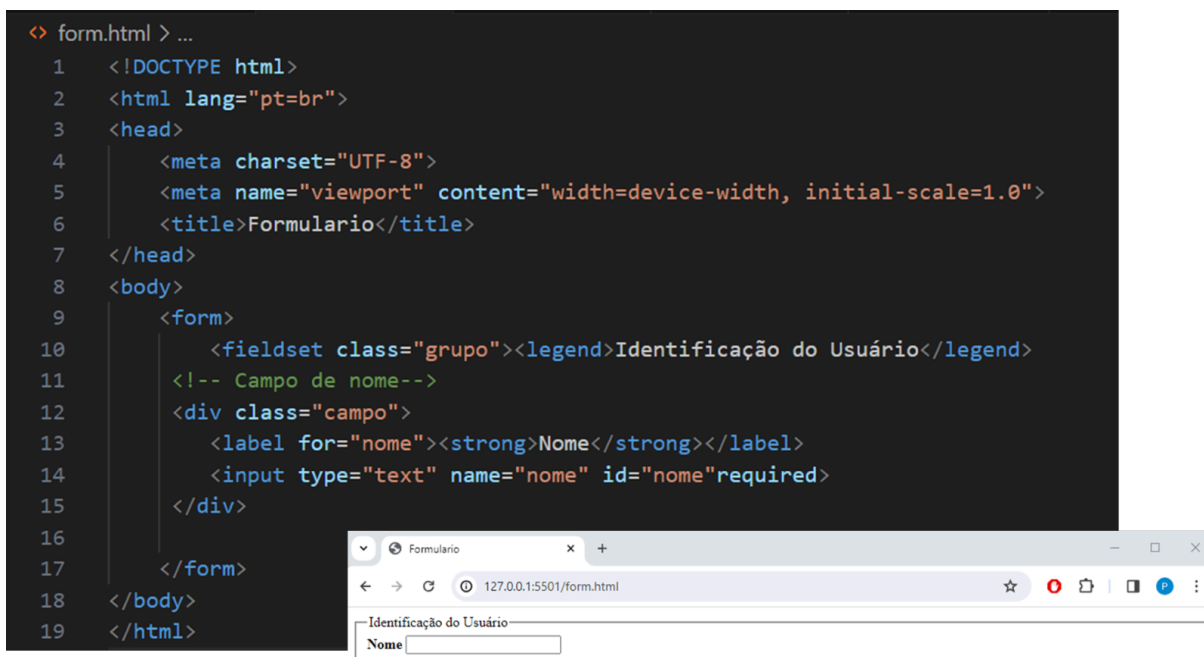 form.html > ...
1 <!DOCTYPE html>
2 <html lang="pt=br">
3 <head>
4 <meta charset="UTF-8">
5 <meta name="viewport" content="width=device-width, initial-scale=1.0">
6 <title>Formulario</title>
7 </head>
8 <body>
9 <form>
10 <fieldset class="grupo"><legend>Identificação do Usuário</legend>
11 <!-- Campo de nome-->
12 <div class="campo">
13 <label for="nome"><strong>Nome</strong></label>
14 <input type="text" name="nome" id="nome"required>
15 </div>
16
17 </form>
18 </body>
19 </html>
Formulario
127.0.0.1:5501/form.html
P
Identificação do Usuário
Nome